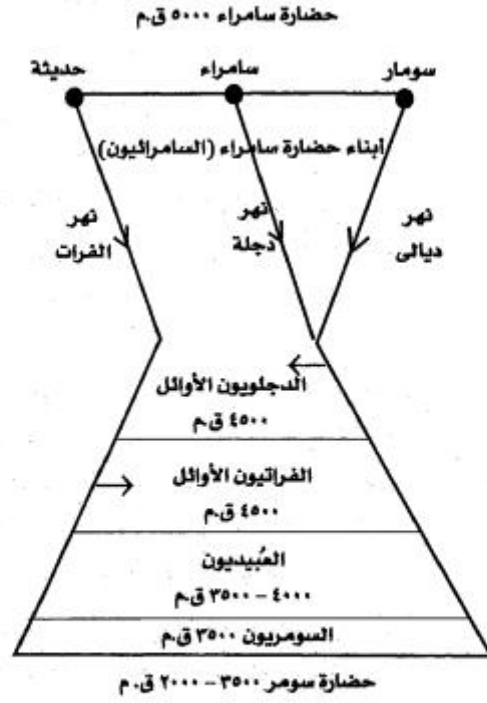 حضارة سامراء ٥٠٠٠ ق.م
سومار
سامراء
حديثة
أبناء حضارة سامراء (السامرائيون)
نهر
ديالى
نهر
دجلة
نهر
الفرات
الدجلويون الأوائل
٤٥٠٠ ق.م
الفراتيون الأوائل
٤٥٠٠ ق.م
العُبيديون
٤٠٠٠ – ٣٥٠٠ ق.م
السومريون ٣٥٠٠ ق.م
حضارة سومر ٣٥٠٠ – ٢٠٠٠ ق.م